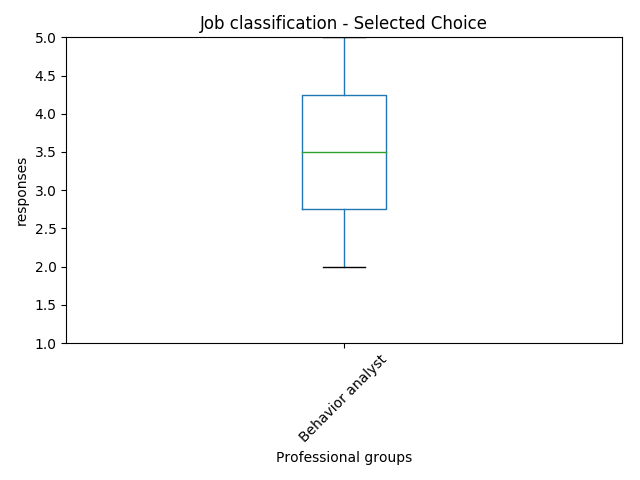 Job classification - Selected Choice
5.0
4.5
4.0
3.5
3.0
2.5
2.0
1.5
1.0
responses
Behavior analyst
Professional groups